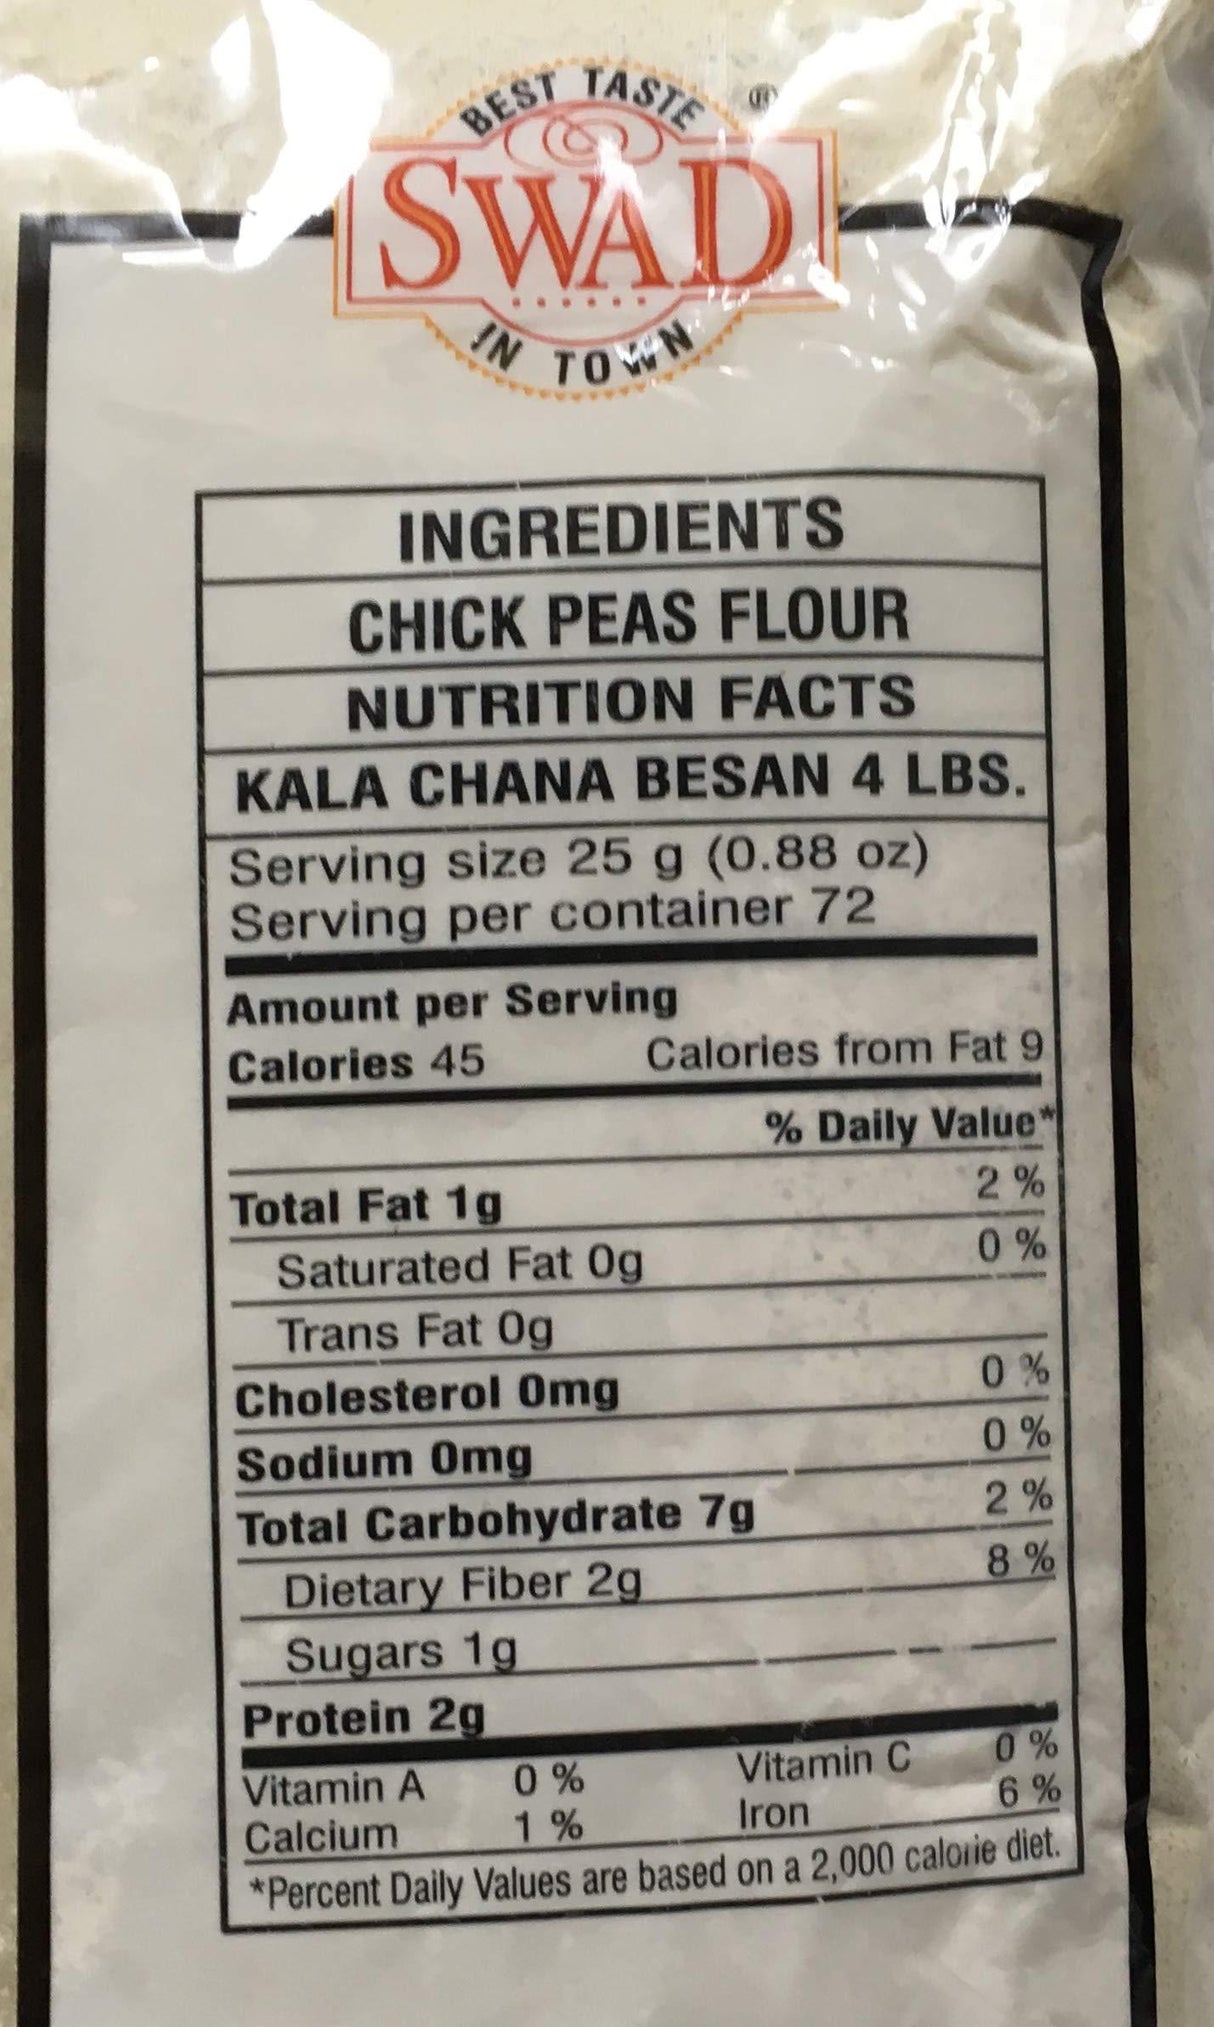 BEST TASTE ®
SWAD
IN TOWN
INGREDIENTS
CHICK PEAS FLOUR
NUTRITION FACTS
KALA CHANA BESAN 4 LBS.
Serving size 25 g (0.88 oz)
Serving per container 72
Amount per Serving
Calories 45 Calories from Fat 9
% Daily Value*
Total Fat 1g 2 %
Saturated Fat 0g 0 %
Trans Fat 0g
Cholesterol 0mg 0 %
Sodium 0mg 0 %
Total Carbohydrate 7g 2 %
Dietary Fiber 2g 8 %
Sugars 1g
Protein 2g
Vitamin A 0 % Vitamin C 0 %
Calcium 1 % Iron 6 %
*Percent Daily Values are based on a 2,000 calorie diet.